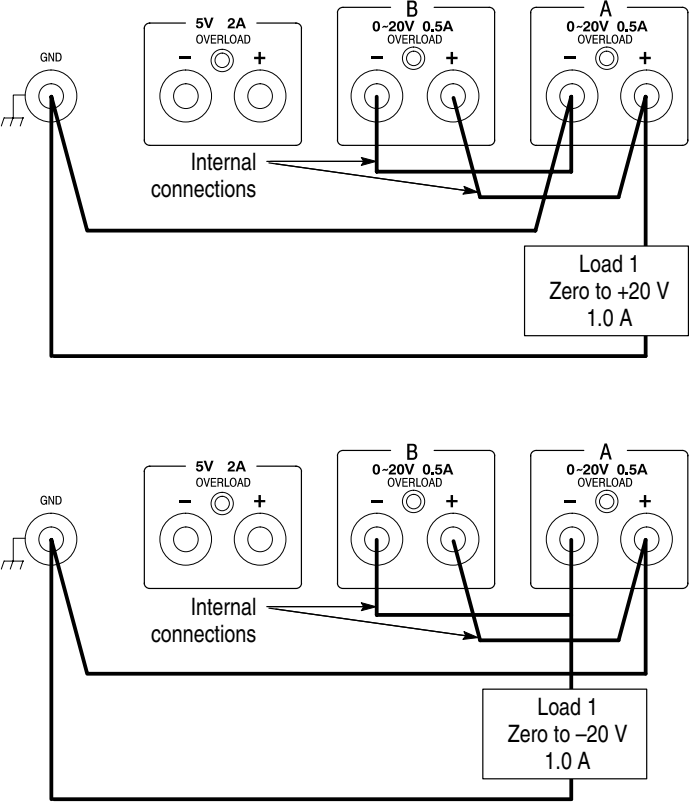 5V 2A
OVERLOAD
– +
B
0~20V 0.5A
OVERLOAD
– +
A
0~20V 0.5A
OVERLOAD
– +
GND
Internal
connections
Load 1
Zero to +20 V
1.0 A
5V 2A
OVERLOAD
– +
B
0~20V 0.5A
OVERLOAD
– +
A
0~20V 0.5A
OVERLOAD
– +
GND
Internal
connections
Load 1
Zero to –20 V
1.0 A